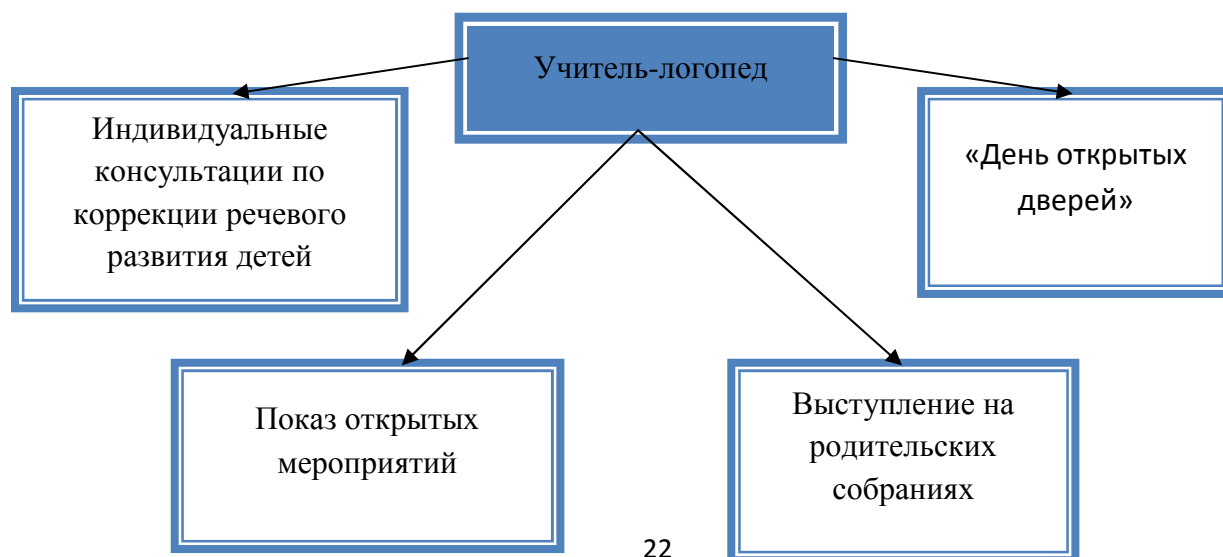 Учитель-логопед
Индивидуальные
консультации по
коррекции речевого
развития детей
«День открытых
дверей»
Показ открытых
мероприятий
Выступление на
родительских
собраниях
22